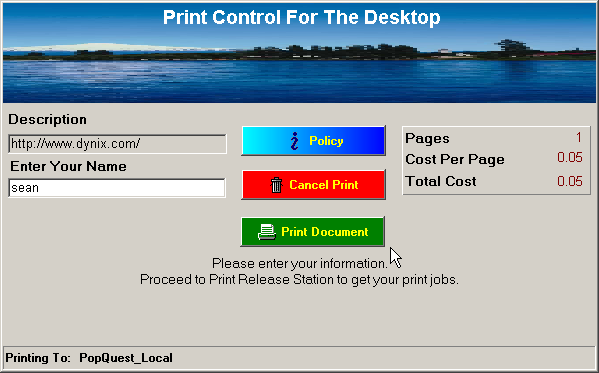 Print Control For The Desktop
Description
http://www.dynix.com/
Enter Your Name
sean
i Policy
Cancel Print
Print Document
Pages 1
Cost Per Page 0.05
Total Cost 0.05
Please enter your information.
Proceed to Print Release Station to get your print jobs.
Printing To: PopQuest_Local